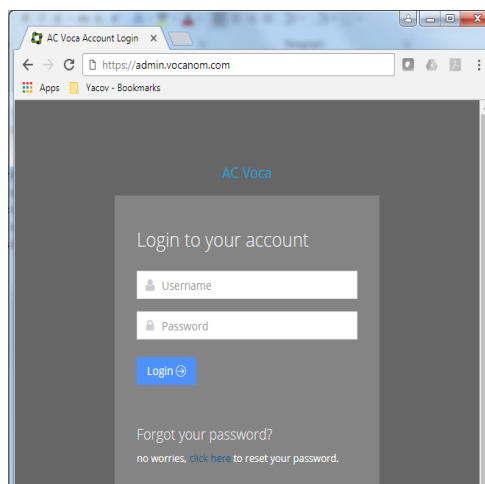 AC Voca Account Login
https://admin.vocanom.com
Apps Yacov - Bookmarks
AC Voca
Login to your account
Username
Password
Login
Forgot your password?
no worries, click here to reset your password.